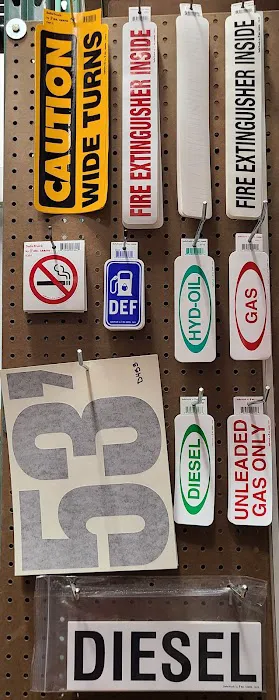 CAUTION
WIDE TURNS
FIRE EXTINGUISHER INSIDE
FIRE EXTINGUISHER INSIDE
DEF
HYD-OIL
GAS
53'
DIESEL
UNLEADED
GAS ONLY
DIESEL